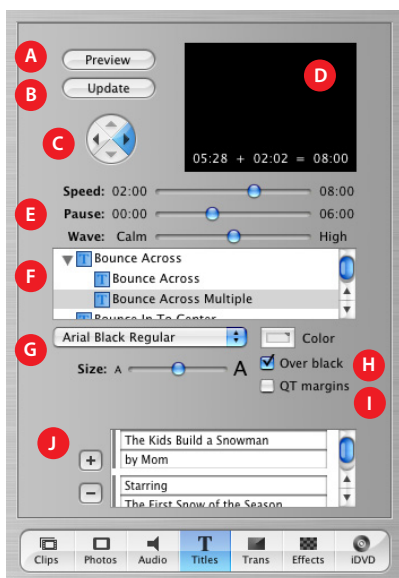 A
Preview
B
Update
C
D
05:28 + 02:02 = 08:00
Speed: 02:00 08:00
E
Pause: 00:00 06:00
Wave: Calm High
F
T Bounce Across
T Bounce Across
T Bounce Across Multiple
T Bounce In To Center
G
Arial Black Regular Color
Size: A A
Over black
H
QT margins
I
J
The Kids Build a Snowman
+
by Mom
Starring
−
The First Snow of the Season
T
Clips Photos Audio Titles Trans Effects iDVD